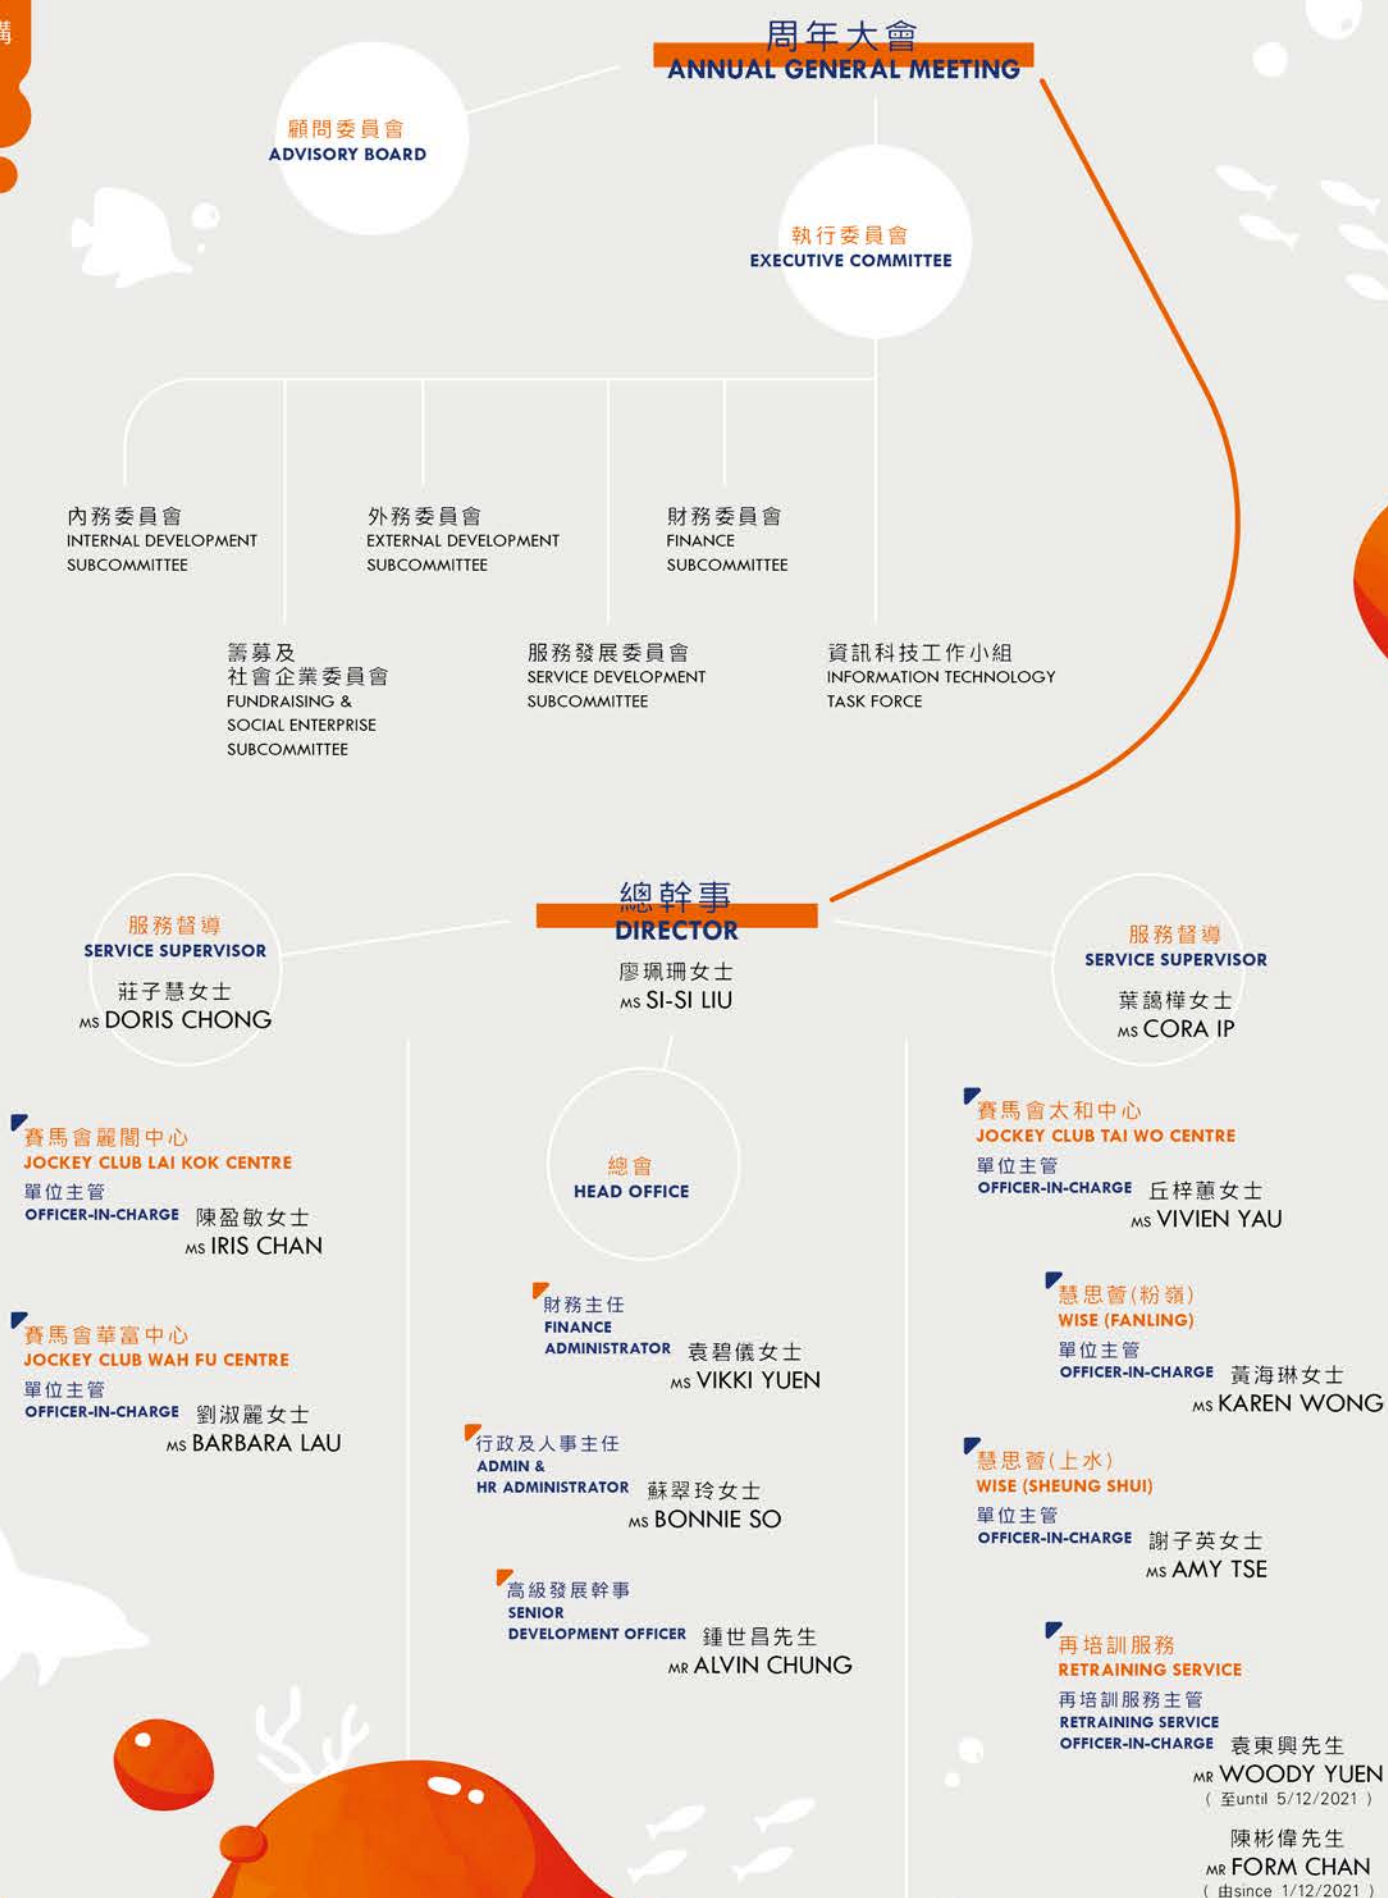 構
周年大會
ANNUAL GENERAL MEETING
顧問委員會
ADVISORY BOARD
執行委員會
EXECUTIVE COMMITTEE
內務委員會
INTERNAL DEVELOPMENT
SUBCOMMITTEE
外務委員會
EXTERNAL DEVELOPMENT
SUBCOMMITTEE
財務委員會
FINANCE
SUBCOMMITTEE
籌募及
社會企業委員會
FUNDRAISING &
SOCIAL ENTERPRISE
SUBCOMMITTEE
服務發展委員會
SERVICE DEVELOPMENT
SUBCOMMITTEE
資訊科技工作小組
INFORMATION TECHNOLOGY
TASK FORCE
總幹事
DIRECTOR
廖珮珊女士
MS SI-SI LIU
服務督導
SERVICE SUPERVISOR
莊子慧女士
MS DORIS CHONG
賽馬會麗閣中心
JOCKEY CLUB LAI KOK CENTRE
單位主管
OFFICER-IN-CHARGE 陳盈敏女士
MS IRIS CHAN
賽馬會華富中心
JOCKEY CLUB WAH FU CENTRE
單位主管
OFFICER-IN-CHARGE 劉淑麗女士
MS BARBARA LAU
總會
HEAD OFFICE
財務主任
FINANCE
ADMINISTRATOR 袁碧儀女士
MS VIKKI YUEN
行政及人事主任
ADMIN &
HR ADMINISTRATOR 蘇翠玲女士
MS BONNIE SO
高級發展幹事
SENIOR
DEVELOPMENT OFFICER 鍾世昌先生
MR ALVIN CHUNG
服務督導
SERVICE SUPERVISOR
葉藹樺女士
MS CORA IP
賽馬會太和中心
JOCKEY CLUB TAI WO CENTRE
單位主管
OFFICER-IN-CHARGE 丘梓蕙女士
MS VIVIEN YAU
慧思薈(粉嶺)
WISE (FANLING)
單位主管
OFFICER-IN-CHARGE 黃海琳女士
MS KAREN WONG
慧思薈(上水)
WISE (SHEUNG SHUI)
單位主管
OFFICER-IN-CHARGE 謝子英女士
MS AMY TSE
再培訓服務
RETRAINING SERVICE
再培訓服務主管
RETRAINING SERVICE
OFFICER-IN-CHARGE 袁東興先生
MR WOODY YUEN
( 至until 5/12/2021 )
陳彬偉先生
MR FORM CHAN
( 由since 1/12/2021 )